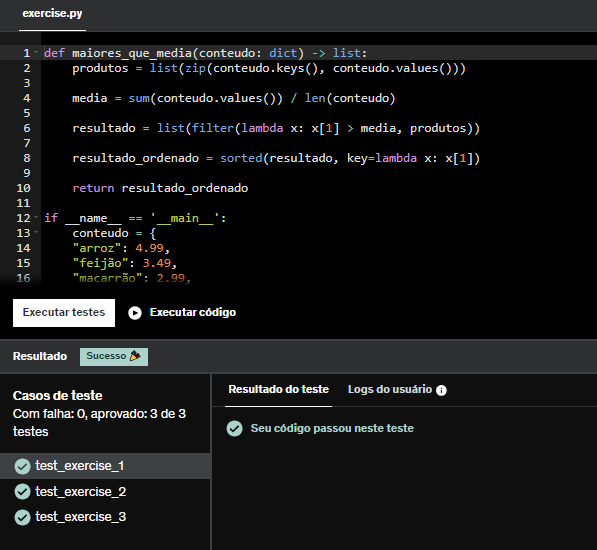 exercise.py
1 def maiores_que_media(conteudo: dict) -> list:
2 produtos = list(zip(conteudo.keys(), conteudo.values()))
3
4 media = sum(conteudo.values()) / len(conteudo)
5
6 resultado = list(filter(lambda x: x[1] > media, produtos))
7
8 resultado_ordenado = sorted(resultado, key=lambda x: x[1])
9
10 return resultado_ordenado
11
12 if __name__ == '__main__':
13 conteudo = {
14 "arroz": 4.99,
15 "feijão": 3.49,
16 "macarrão": 2.99,
Executar testes Executar código
Resultado Sucesso 🎉
Casos de teste
Com falha: 0, aprovado: 3 de 3
testes
test_exercise_1
test_exercise_2
test_exercise_3
Resultado do teste Logs do usuário
Seu código passou neste teste